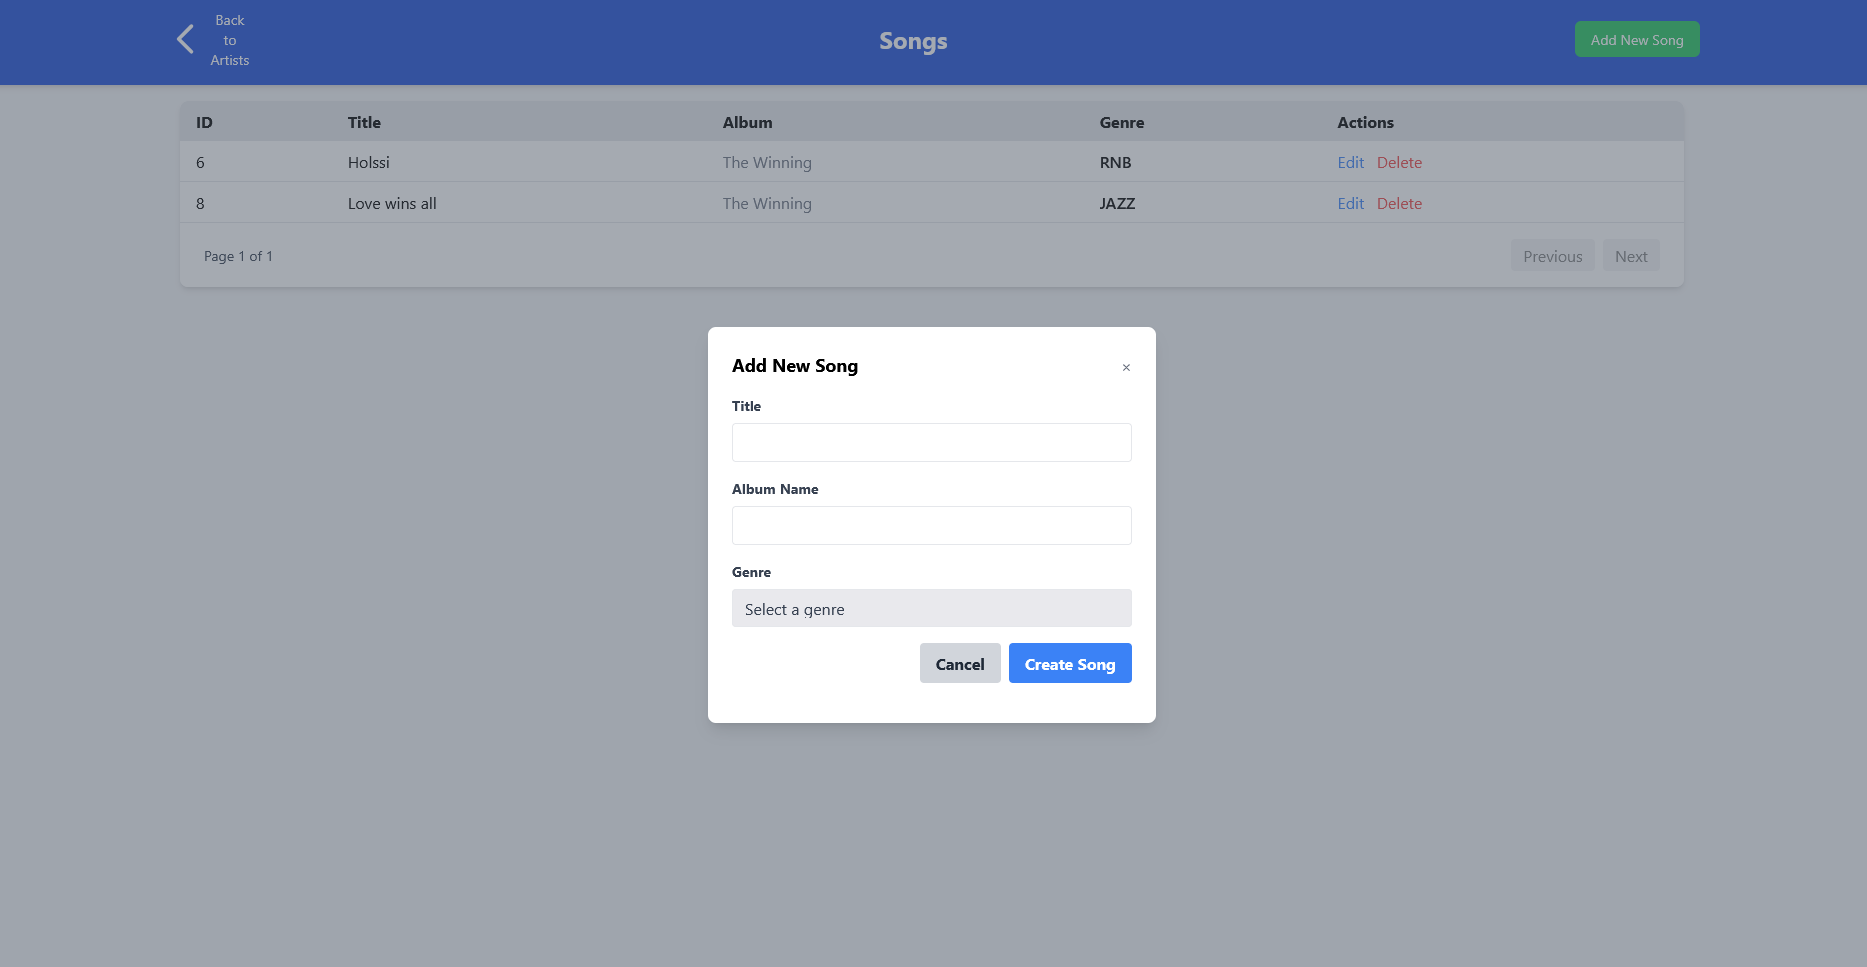 Back
to
Artists
Songs
Add New Song
ID Title Album Genre Actions
6 Holssi The Winning RNB Edit Delete
8 Love wins all The Winning JAZZ Edit Delete
Page 1 of 1 Previous Next
Add New Song ×
Title
Album Name
Genre
Select a genre
Cancel Create Song